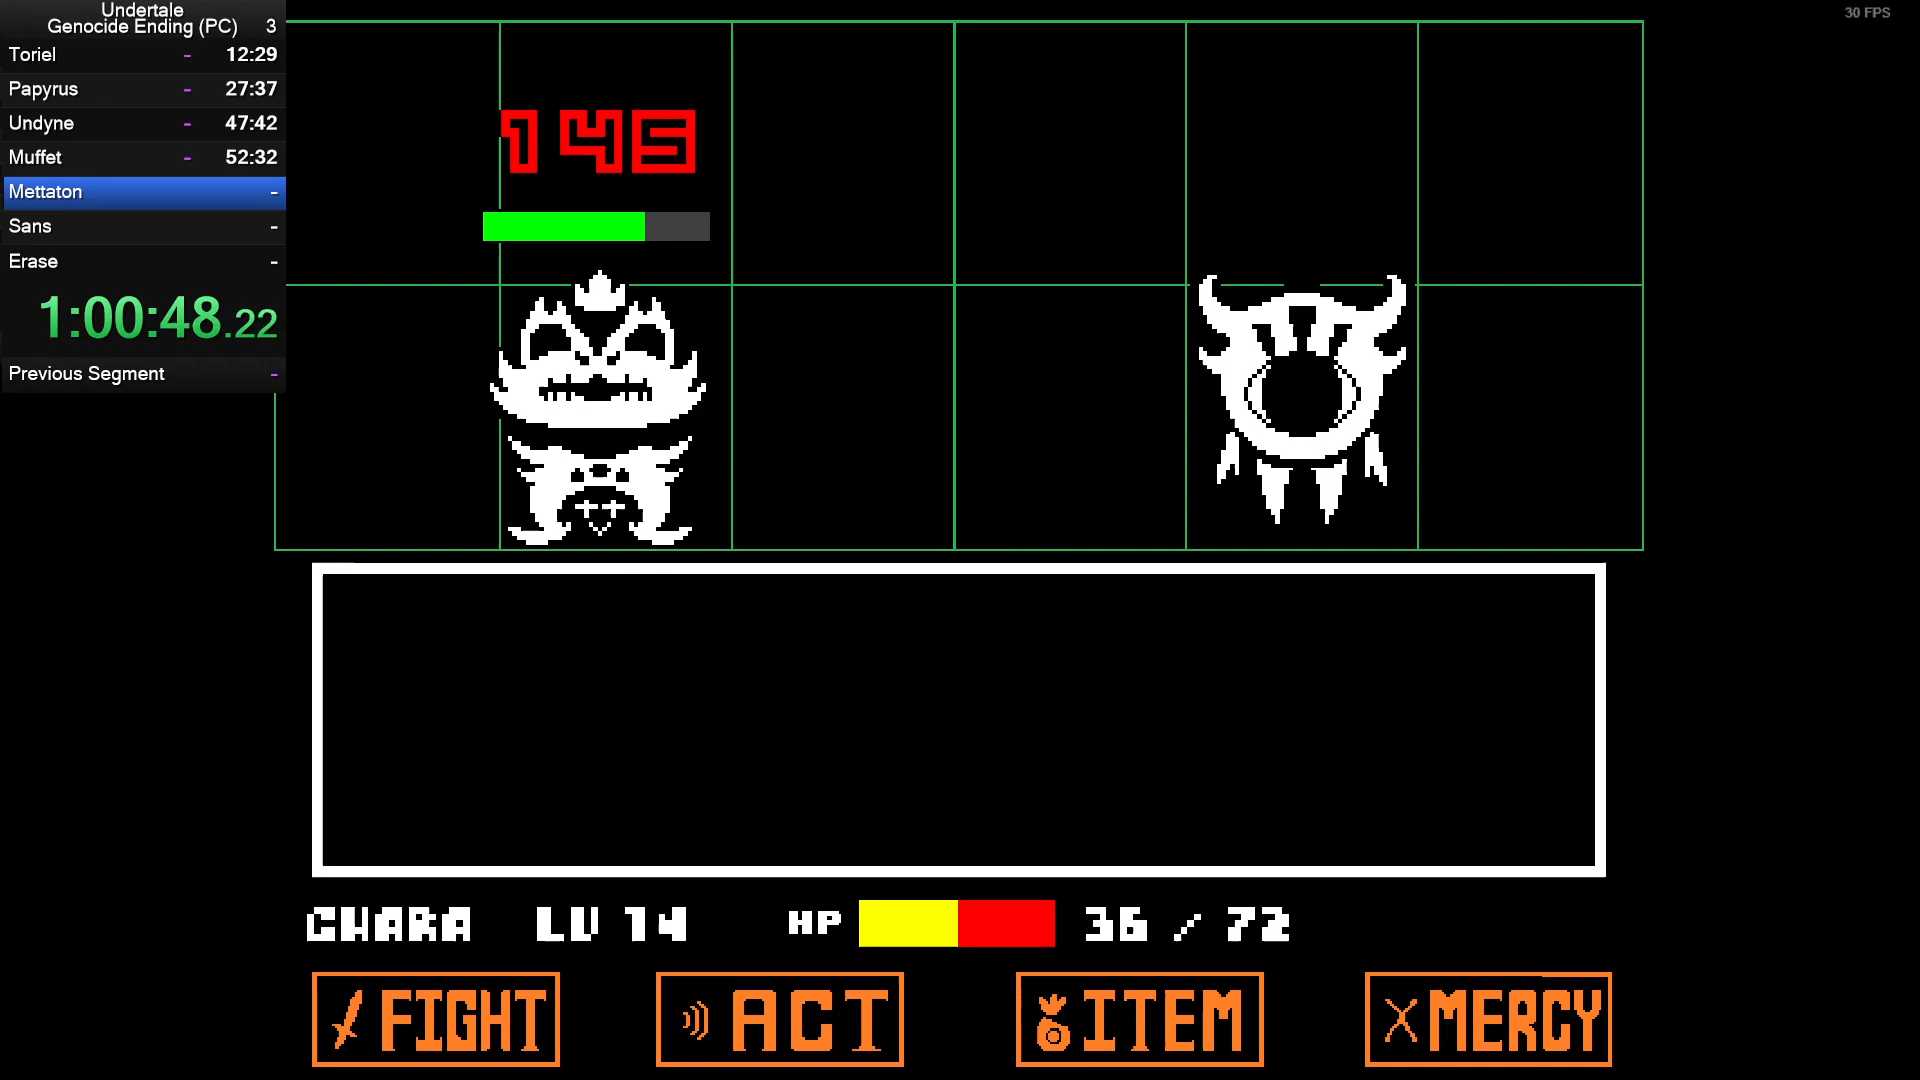 Undertale
Genocide Ending (PC) 3
30 FPS
Toriel - 12:29
Papyrus - 27:37
Undyne - 47:42
Muffet - 52:32
Mettaton -
Sans -
Erase -
1:00:48.22
Previous Segment -
145
CHARA LV 14 HP 36 / 72
FIGHT ACT ITEM MERCY